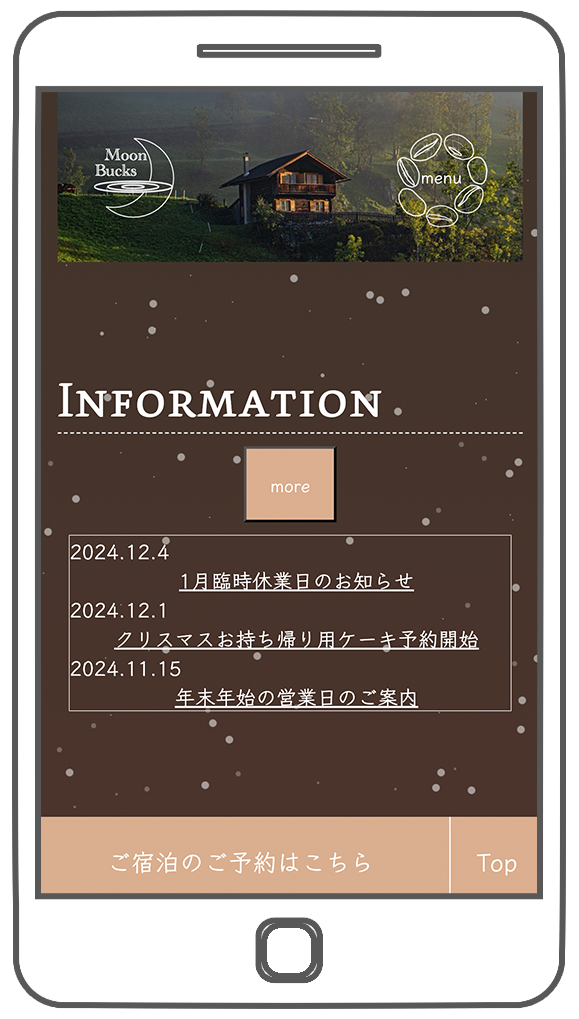 Moon
Bucks
menu
INFORMATION
more
2024.12.4
1月臨時休業日のお知らせ
2024.12.1
クリスマスお持ち帰り用ケーキ予約開始
2024.11.15
年末年始の営業日のご案内
ご宿泊のご予約はこちら
Top